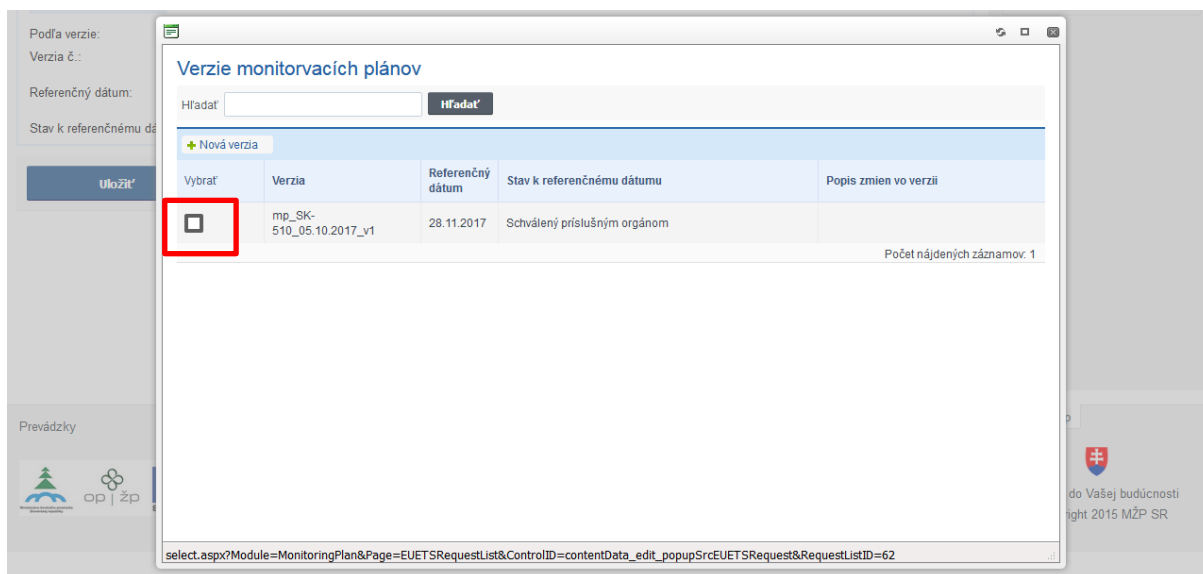 Podľa verzie:
Verzia č.:
Referenčný dátum:
Stav k referenčnému dá
Uložiť
Verzie monitorvacích plánov
Hľadať
Hľadať
Nová verzia
Vybrať
Verzia
Referenčný
dátum
Stav k referenčnému dátumu
Popis zmien vo verzii
mp_SK-
510_05.10.2017_v1
28.11.2017
Schválený príslušným orgánom
Počet nájdených záznamov: 1
Prevádzky
op | žp
do Vašej budúcnosti
right 2015 MŽP SR
select.aspx?Module=MonitoringPlan&Page=EUETSRequestList&ControlID=contentData_edit_popupSrcEUETSRequest&RequestListID=62